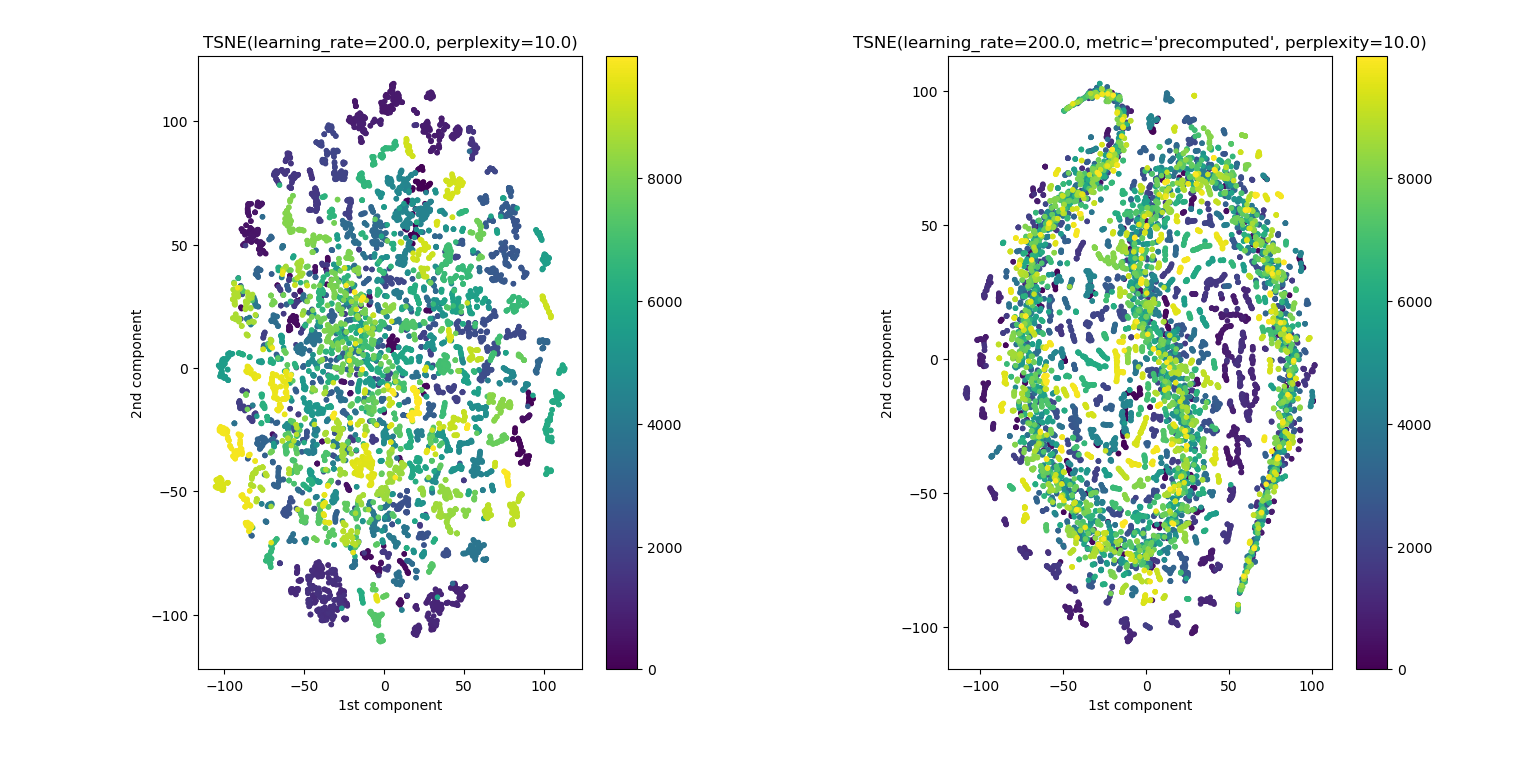 TSNE(learning_rate=200.0, perplexity=10.0)
100
50
0
−50
−100
2nd component
−100 −50 0 50 100
1st component
8000
6000
4000
2000
0
TSNE(learning_rate=200.0, metric='precomputed', perplexity=10.0)
100
50
0
−50
−100
2nd component
−100 −50 0 50 100
1st component
8000
6000
4000
2000
0